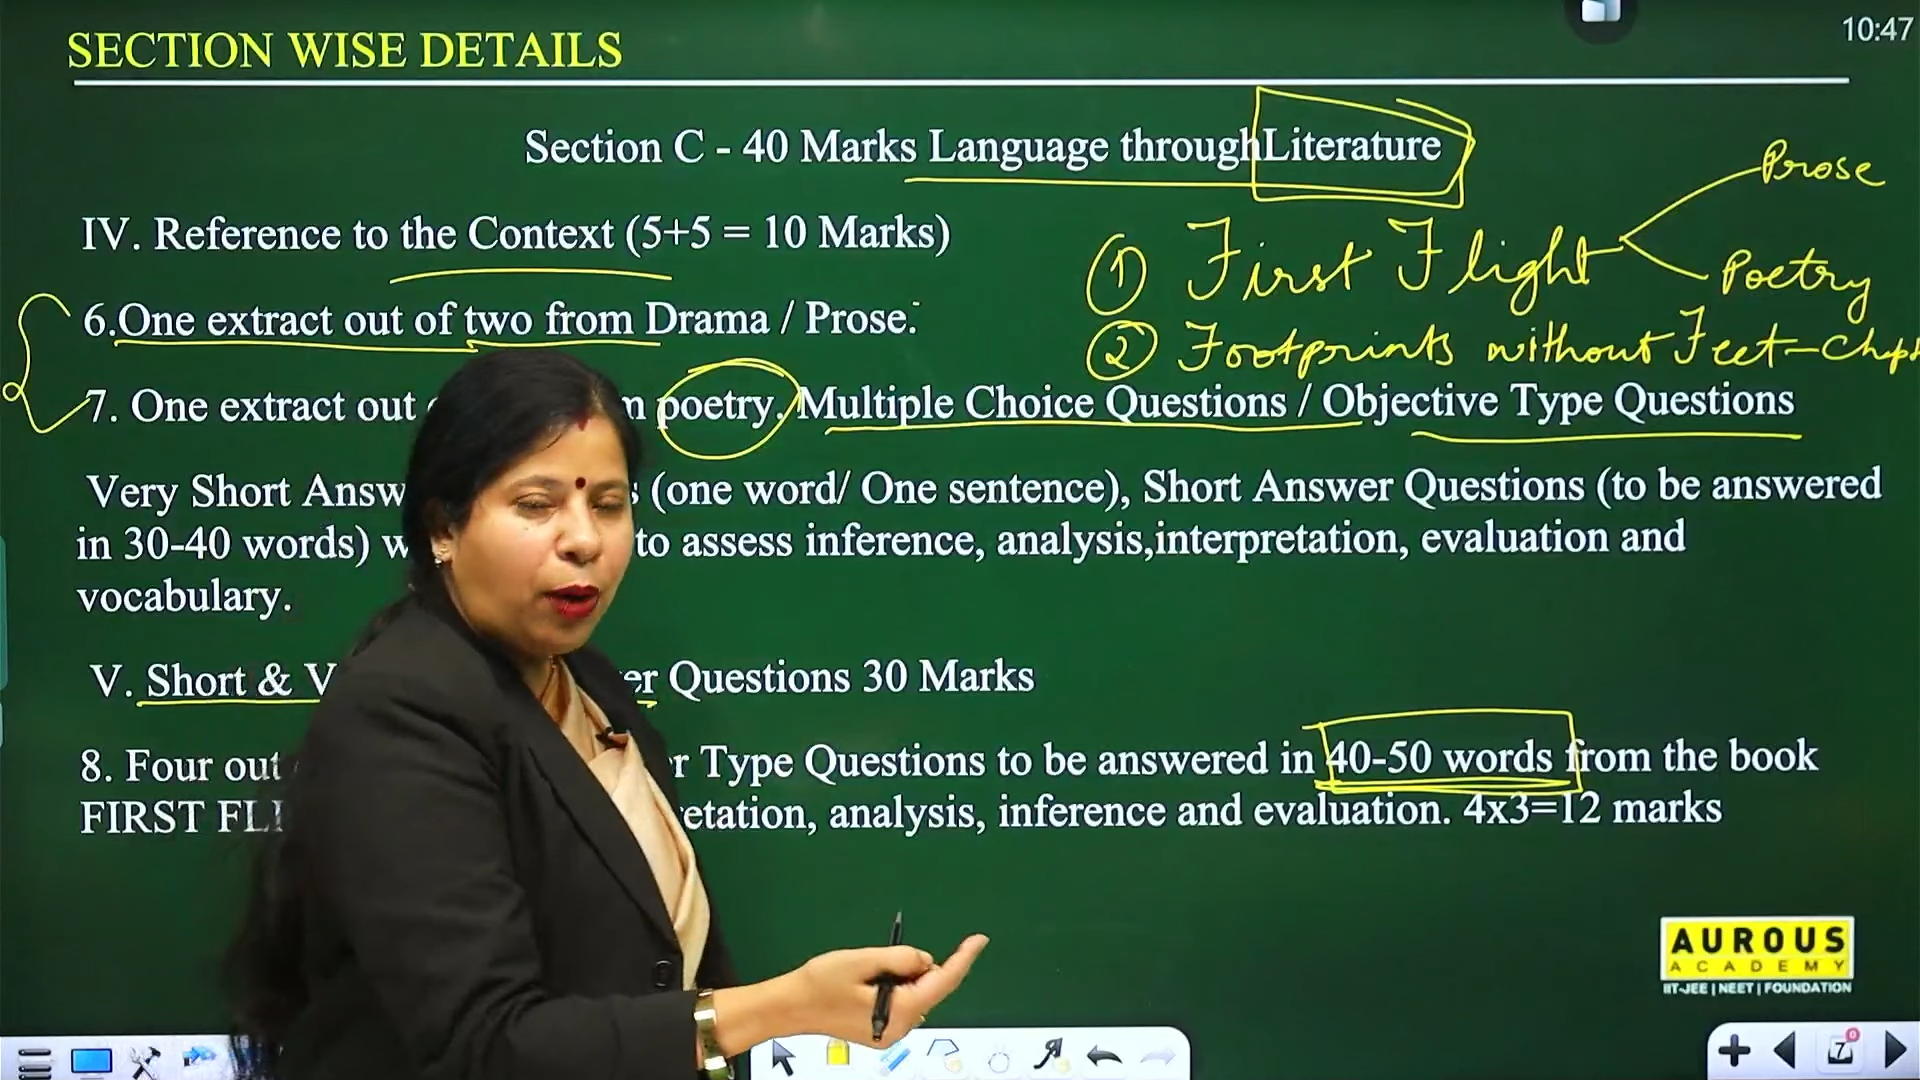 10:47
SECTION WISE DETAILS
Section C - 40 Marks Language through Literature
Prose
IV. Reference to the Context (5+5 = 10 Marks)
① First Flight
Poetry
6.One extract out of two from Drama / Prose.
② Footprints without Feet-
7. One extract out poetry. Multiple Choice Questions / Objective Type Questions
Very Short (one word/ One sentence), Short Answer Questions (to be answered
in 30-40 words) to assess inference, analysis,interpretation, evaluation and
vocabulary.
V. Short & Questions 30 Marks
8. Four out Type Questions to be answered in 40-50 words from the book
FIRST analysis, inference and evaluation. 4x3=12 marks
AUROUS
ACADEMY
IIT-JEE | NEET | FOUNDATION
7